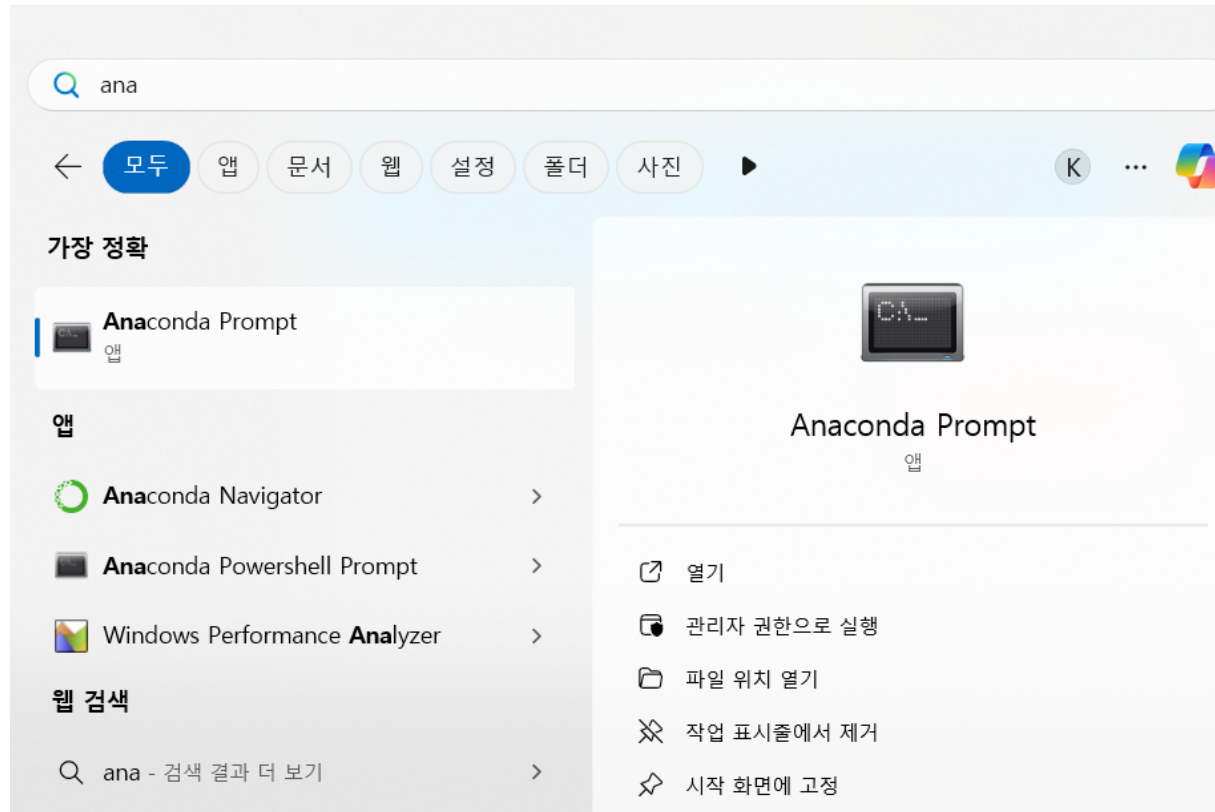 ana
모두 앱 문서 웹 설정 폴더 사진 K
가장 정확
Anaconda Prompt
앱
앱
Anaconda Navigator
Anaconda Powershell Prompt
Windows Performance Analyzer
웹 검색
ana - 검색 결과 더 보기
C:\_
Anaconda Prompt
앱
열기
관리자 권한으로 실행
파일 위치 열기
작업 표시줄에서 제거
시작 화면에 고정